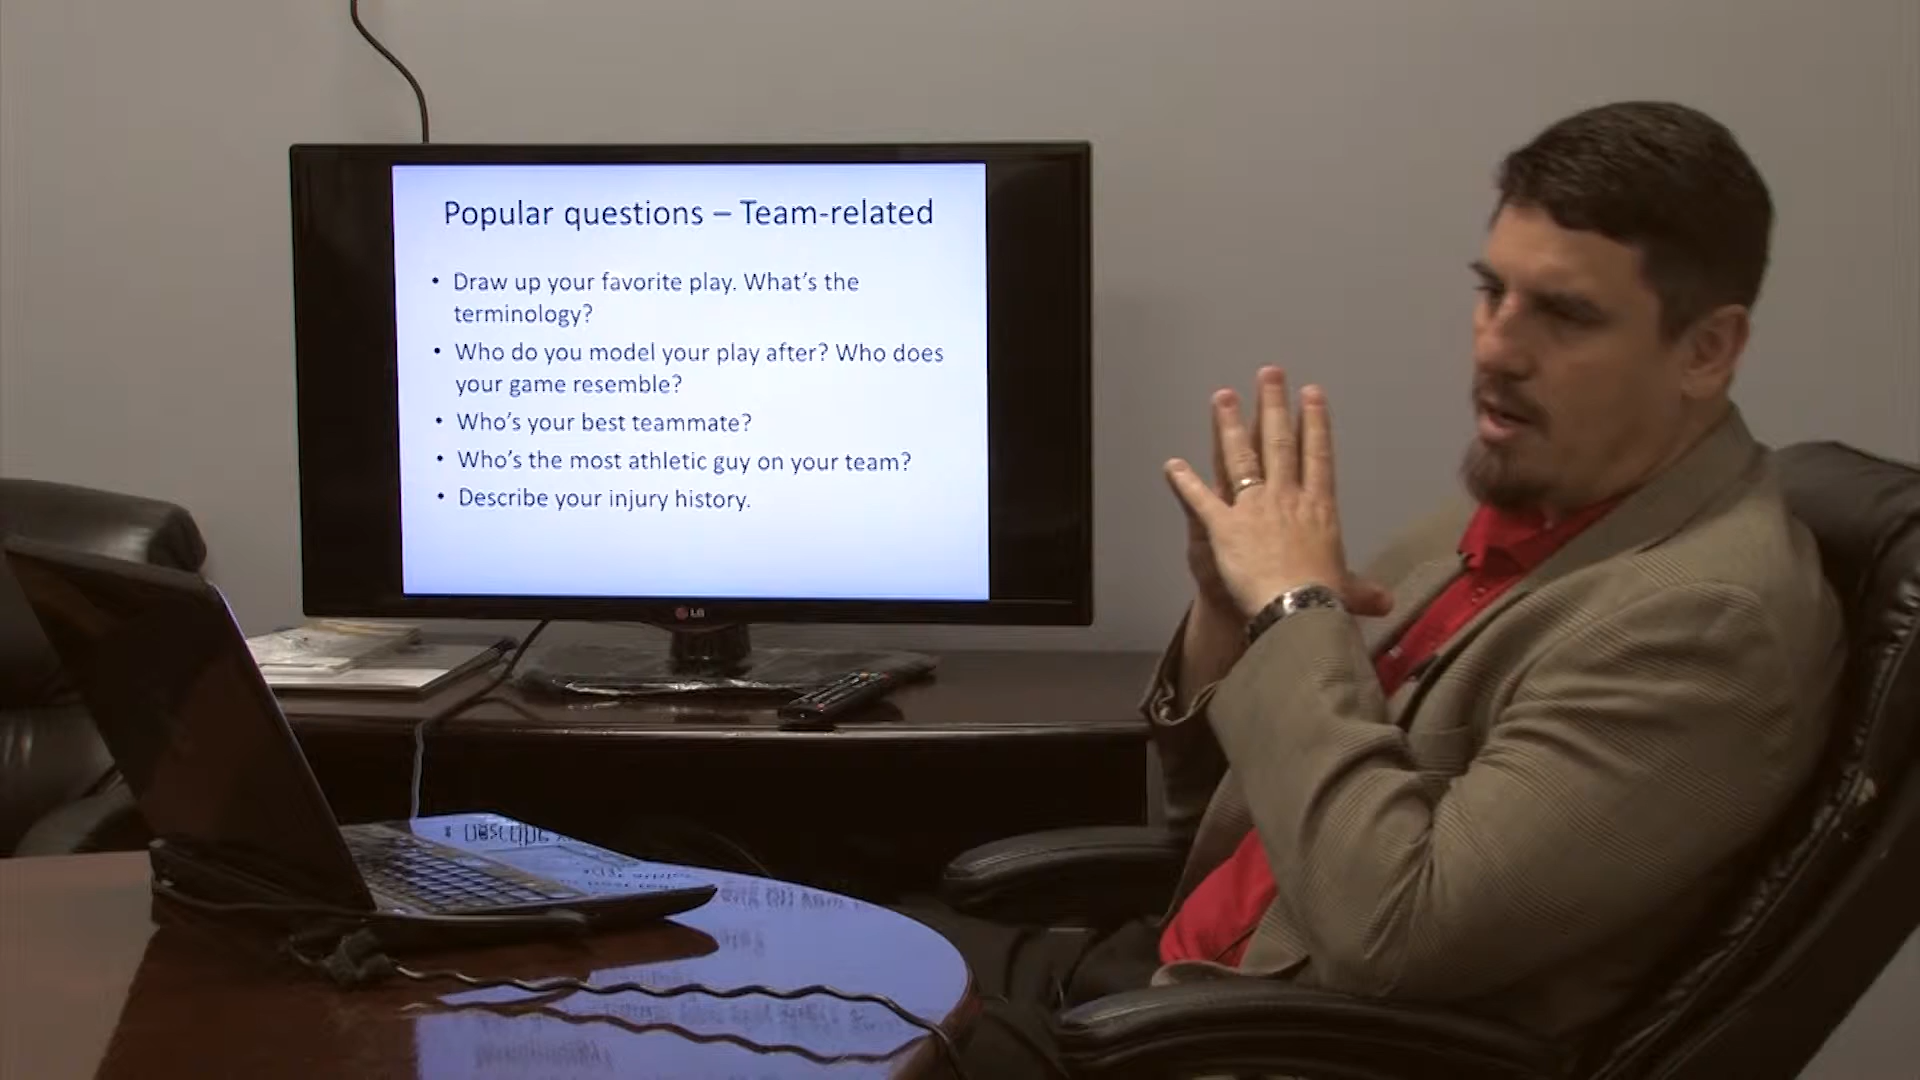 Popular questions – Team-related
• Draw up your favorite play. What's the
terminology?
• Who do you model your play after? Who does
your game resemble?
• Who's your best teammate?
• Who's the most athletic guy on your team?
• Describe your injury history.
LG